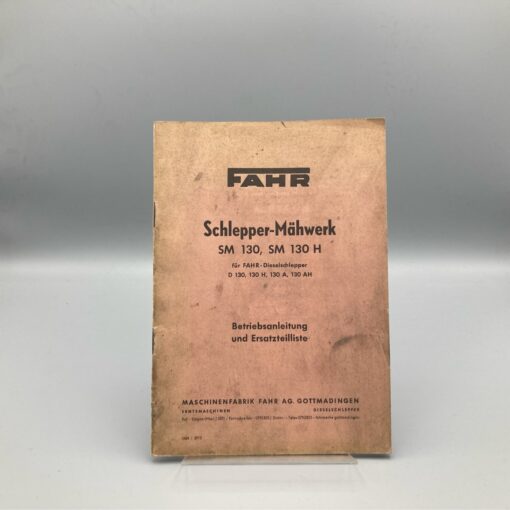 FAHR
Schlepper-Mähwerk
SM 130, SM 130 H
für FAHR-Dieselschlepper
D 130, 130 H, 130 A, 130 AH
Betriebsanleitung
und Ersatzteilliste
MASCHINENFABRIK FAHR AG. GOTTMADINGEN
ERNTEMASCHINEN DIESELSCHLEPPER